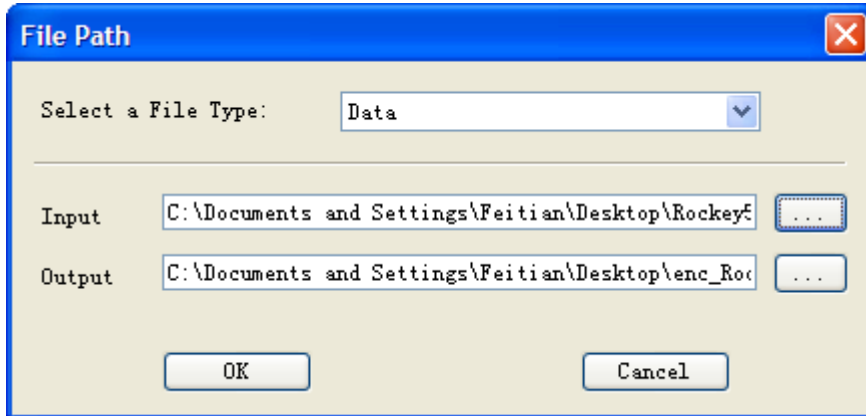 File Path
Select a File Type: Data
Input C:\Documents and Settings\Feitian\Desktop\Rockey5 ...
Output C:\Documents and Settings\Feitian\Desktop\enc_Roc ...
OK Cancel